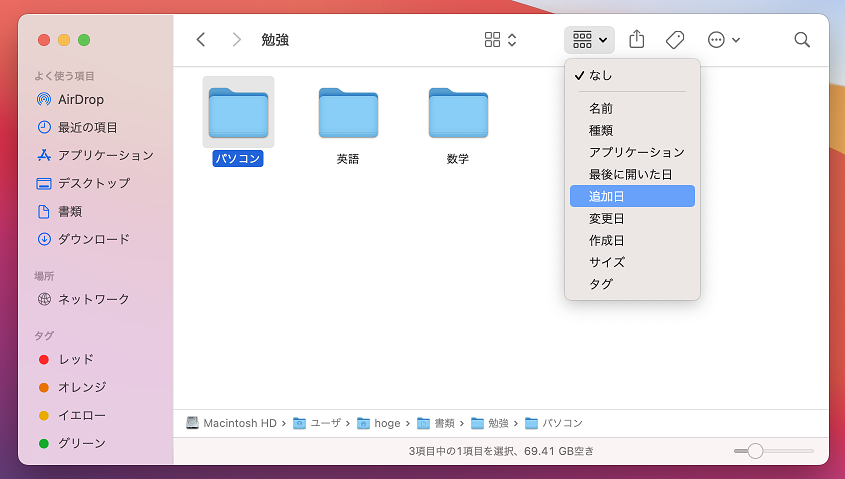 勉強
よく使う項目
AirDrop
最近の項目
アプリケーション
デスクトップ
書類
ダウンロード
場所
ネットワーク
タグ
レッド
オレンジ
イエロー
グリーン
パソコン
英語
数学
✓ なし
名前
種類
アプリケーション
最後に開いた日
追加日
変更日
作成日
サイズ
タグ
Macintosh HD › ユーザ › hoge › 書類 › 勉強 › パソコン
3項目中の1項目を選択、69.41 GB空き